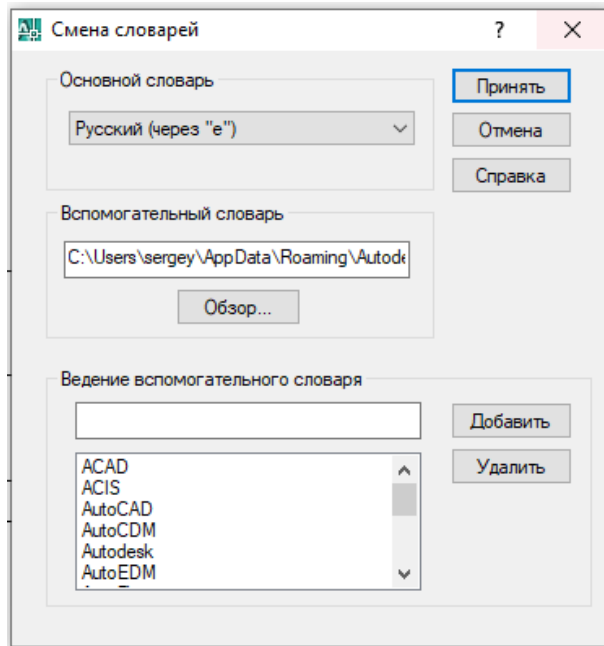 Смена словарей
Основной словарь
Принять
Русский (через "е")
Отмена
Справка
Вспомогательный словарь
C:\Users\sergey\AppData\Roaming\Autode
Обзор...
Ведение вспомогательного словаря
Добавить
ACAD
Удалить
ACIS
AutoCAD
AutoCDM
Autodesk
AutoEDM